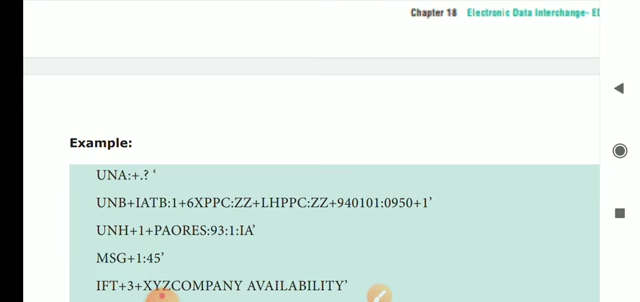 Chapter 18 Electronic Data Interchange- ED
Example:
UNA:+.? ‘
UNB+IATB:1+6XPPC:ZZ+LHPPC:ZZ+940101:0950+1’
UNH+1+PAORES:93:1:IA’
MSG+1:45’
IFT+3+XYZCOMPANY AVAILABILITY’